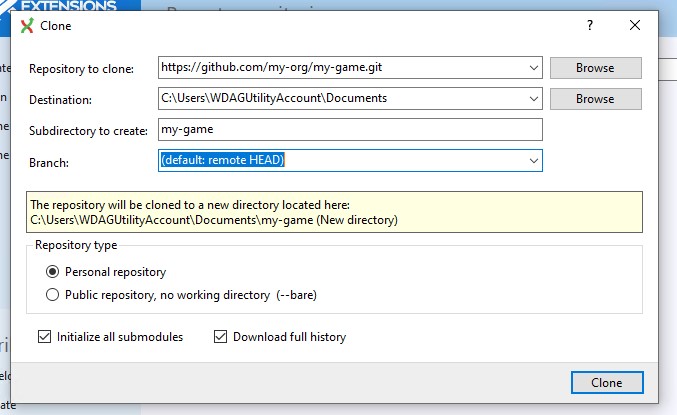 EXTENSIONS
Clone
Repository to clone: https://github.com/my-org/my-game.git Browse
Destination: C:\Users\WDAGUtilityAccount\Documents Browse
Subdirectory to create: my-game
Branch: (default: remote HEAD)
The repository will be cloned to a new directory located here:
C:\Users\WDAGUtilityAccount\Documents\my-game (New directory)
Repository type
Personal repository
Public repository, no working directory (--bare)
Initialize all submodules Download full history
Clone